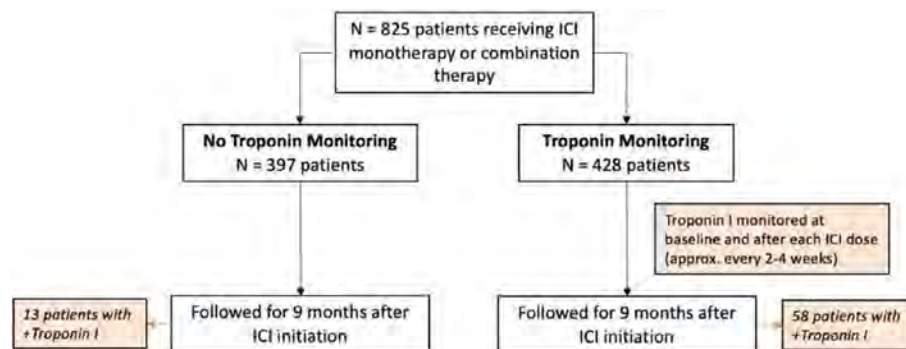 N = 825 patients receiving ICI
monotherapy or combination
therapy
No Troponin Monitoring
N = 397 patients
Troponin Monitoring
N = 428 patients
Troponin I monitored at
baseline and after each ICI dose
(approx. every 2-4 weeks)
13 patients with
+Troponin I
Followed for 9 months after
ICI initiation
Followed for 9 months after
ICI initiation
58 patients with
+Troponin I